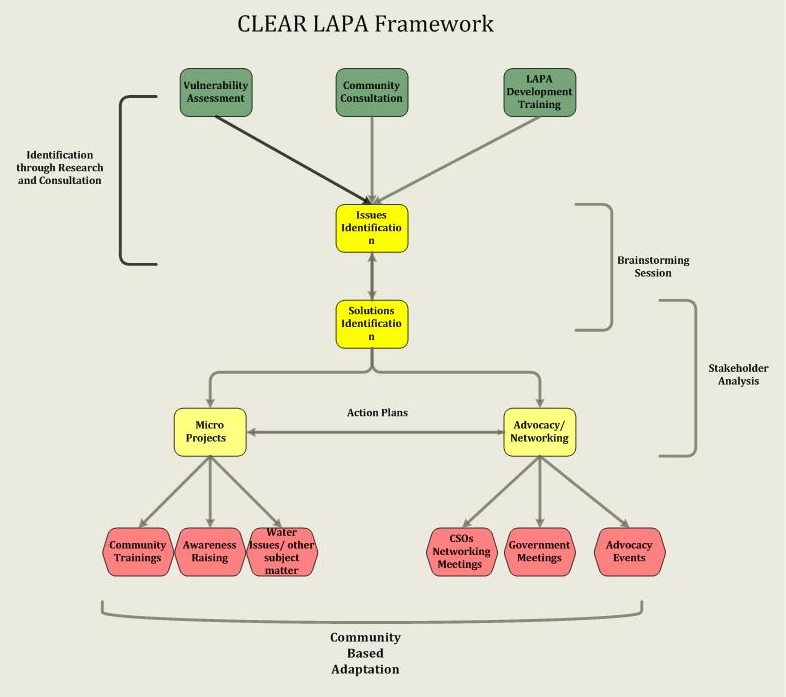 CLEAR LAPA Framework
Vulnerability
Assessment
Community
Consultation
LAPA
Development
Training
Identification
through Research
and Consultation
Issues
Identificatio
n
Brainstorming
Session
Solutions
Identificatio
n
Stakeholder
Analysis
Micro
Projects
Action Plans
Advocacy/
Networking
Community
Trainings
Awareness
Raising
Water
Issues/ other
subject
matter
CSOs
Networking
Meetings
Government
Meetings
Advocacy
Events
Community
Based
Adaptation